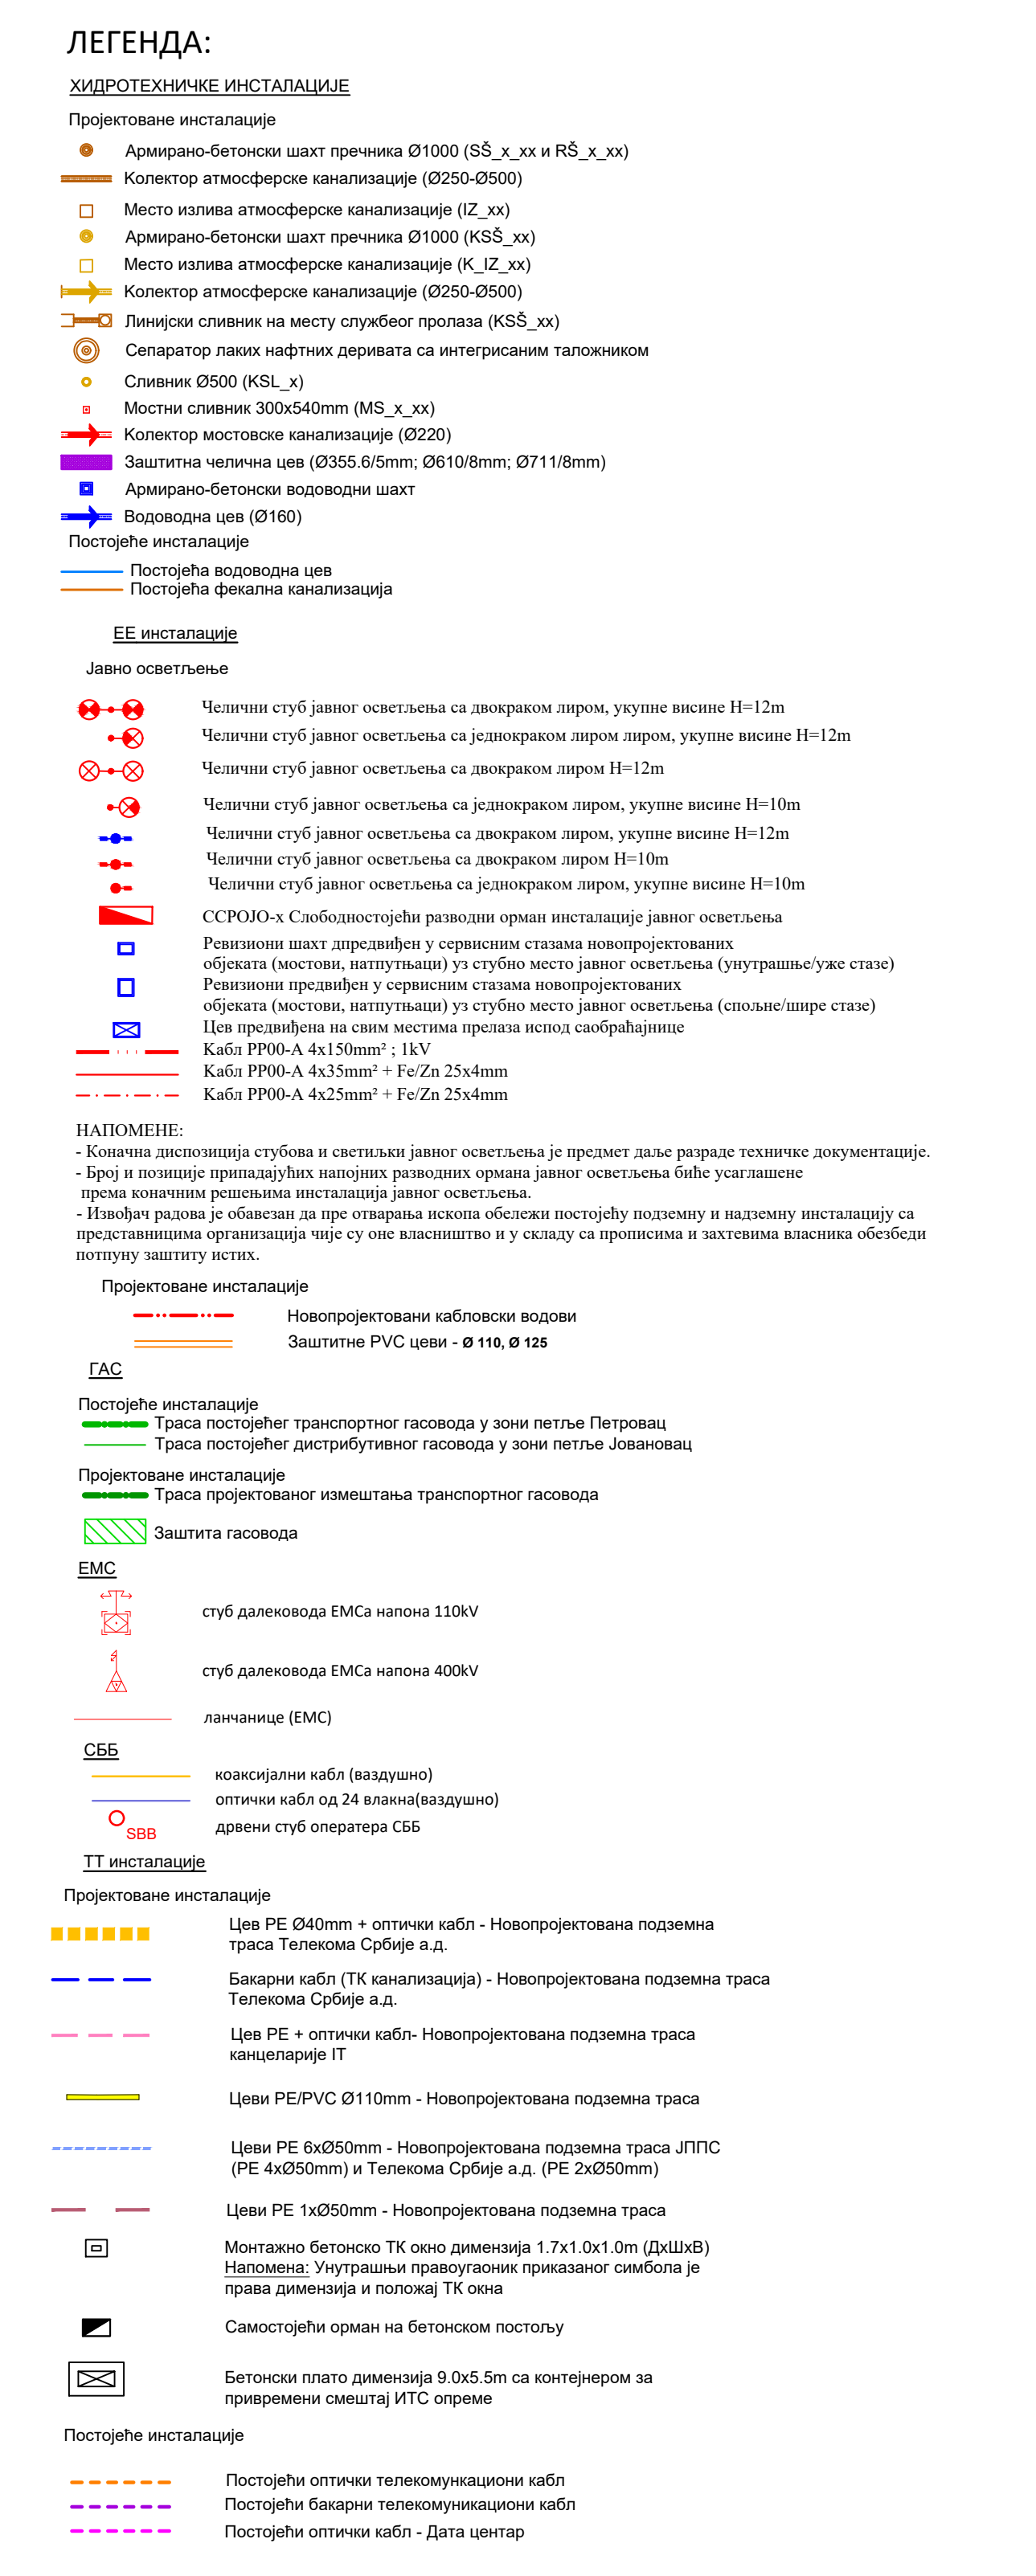 ЛЕГЕНДА:
ХИДРОТЕХНИЧКЕ ИНСТАЛАЦИЈЕ
Пројектоване инсталације
Армирано-бетонски шахт пречника Ø1000 (SŠ_x_xx и RŠ_x_xx)
Колектор атмосферске канализације (Ø250-Ø500)
Место излива атмосферске канализације (IZ_xx)
Армирано-бетонски шахт пречника Ø1000 (KSŠ_xx)
Место излива атмосферске канализације (K_IZ_xx)
Колектор атмосферске канализације (Ø250-Ø500)
Линијски сливник на месту службеог пролаза (KSŠ_xx)
Сепаратор лаких нафтних деривата са интегрисаним таложником
Сливник Ø500 (KSL_x)
Мостни сливник 300x540mm (MS_x_xx)
Колектор мостовске канализације (Ø220)
Заштитна челична цев (Ø355.6/5mm; Ø610/8mm; Ø711/8mm)
Армирано-бетонски водоводни шахт
Водоводна цев (Ø160)
Постојеће инсталације
Постојећа водоводна цев
Постојећа фекална канализација
ЕЕ инсталације
Јавно осветљење
Челични стуб јавног осветљења са двокраком лиром, укупне висине H=12m
Челични стуб јавног осветљења са једнокраком лиром лиром, укупне висине H=12m
Челични стуб јавног осветљења са двокраком лиром H=12m
Челични стуб јавног осветљења са једнокраком лиром, укупне висине H=10m
Челични стуб јавног осветљења са двокраком лиром, укупне висине H=12m
Челични стуб јавног осветљења са двокраком лиром H=10m
Челични стуб јавног осветљења са једнокраком лиром, укупне висине H=10m
ССРОЈО-х Слободностојећи разводни орман инсталације јавног осветљења
Ревизиони шахт дпредвиђен у сервисним стазама новопројектованих
објеката (мостови, натпутњаци) уз стубно место јавног осветљења (унутрашње/уже стазе)
Ревизиони предвиђен у сервисним стазама новопројектованих
објеката (мостови, натпутњаци) уз стубно место јавног осветљења (спољне/шире стазе)
Цев предвиђена на свим местима прелаза испод саобраћајнице
Кабл PP00-A 4x150mm² ; 1kV
Кабл PP00-A 4x35mm² + Fe/Zn 25x4mm
Кабл PP00-A 4x25mm² + Fe/Zn 25x4mm
НАПОМЕНЕ:
- Коначна диспозиција стубова и светиљки јавног осветљења је предмет даље разраде техничке документације.
- Број и позиције припадајућих напојних разводних ормана јавног осветљења биће усаглашене
према коначним решењима инсталација јавног осветљења.
- Извођач радова је обавезан да пре отварања ископа обележи постојећу подземну и надземну инсталацију са
представницима организација чије су оне власништво и у складу са прописима и захтевима власника обезбеди
потпуну заштиту истих.
Пројектоване инсталације
Новопројектовани кабловски водови
Заштитне PVC цеви - Ø 110, Ø 125
ГАС
Постојеће инсталације
Траса постојећег транспортног гасовода у зони петље Петровац
Траса постојећег дистрибутивног гасовода у зони петље Јовановац
Пројектоване инсталације
Траса пројектованог измештања транспортног гасовода
Заштита гасовода
ЕМС
стуб далековода ЕМСа напона 110kV
стуб далековода ЕМСа напона 400kV
ланчанице (ЕМС)
СББ
коаксијални кабл (ваздушно)
оптички кабл од 24 влакна(ваздушно)
дрвени стуб оператера СББ
SBB
ТТ инсталације
Пројектоване инсталације
Цев PE Ø40mm + оптички кабл - Новопројектована подземна
траса Телекома Србије а.д.
Бакарни кабл (ТК канализација) - Новопројектована подземна траса
Телекома Србије а.д.
Цев PE + оптички кабл- Новопројектована подземна траса
канцеларије IT
Цеви PE/PVC Ø110mm - Новопројектована подземна траса
Цеви PE 6xØ50mm - Новопројектована подземна траса ЈППС
(PE 4xØ50mm) и Телекома Србије а.д. (PE 2xØ50mm)
Цеви PE 1xØ50mm - Новопројектована подземна траса
Монтажно бетонско ТК окно димензија 1.7x1.0x1.0m (ДхШхВ)
Напомена: Унутрашњи правоугаоник приказаног симбола је
права димензија и положај ТК окна
Самостојећи орман на бетонском постољу
Бетонски плато димензија 9.0x5.5m са контејнером за
привремени смештај ИТС опреме
Постојеће инсталације
Постојећи оптички телекомункациони кабл
Постојећи бакарни телекомуникациони кабл
Постојећи оптички кабл - Дата центар